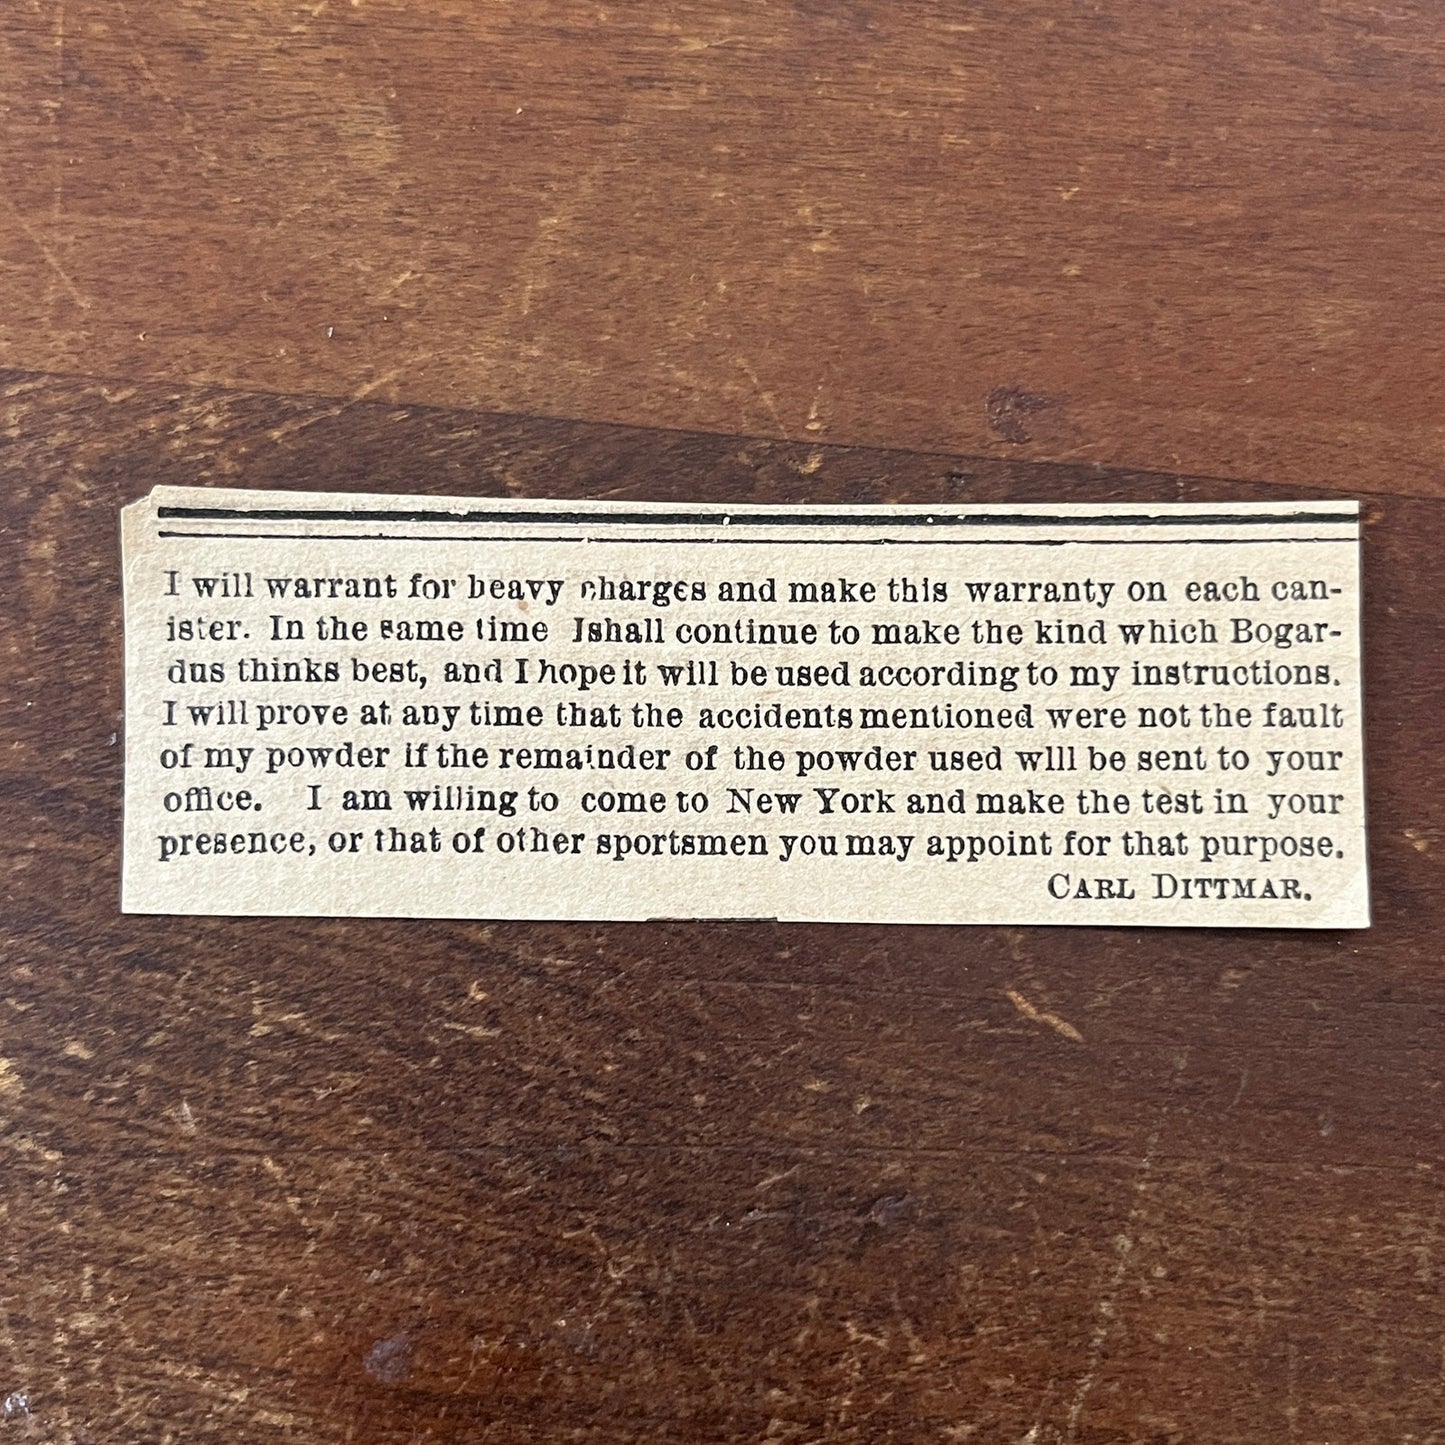 I will warrant for heavy charges and make this warranty on each can-
ister. In the same time I shall continue to make the kind which Bogar-
dus thinks best, and I hope it will be used according to my instructions.
I will prove at any time that the accidents mentioned were not the fault
of my powder if the remainder of the powder used will be sent to your
office. I am willing to come to New York and make the test in your
presence, or that of other sportsmen you may appoint for that purpose.
CARL DITTMAR.